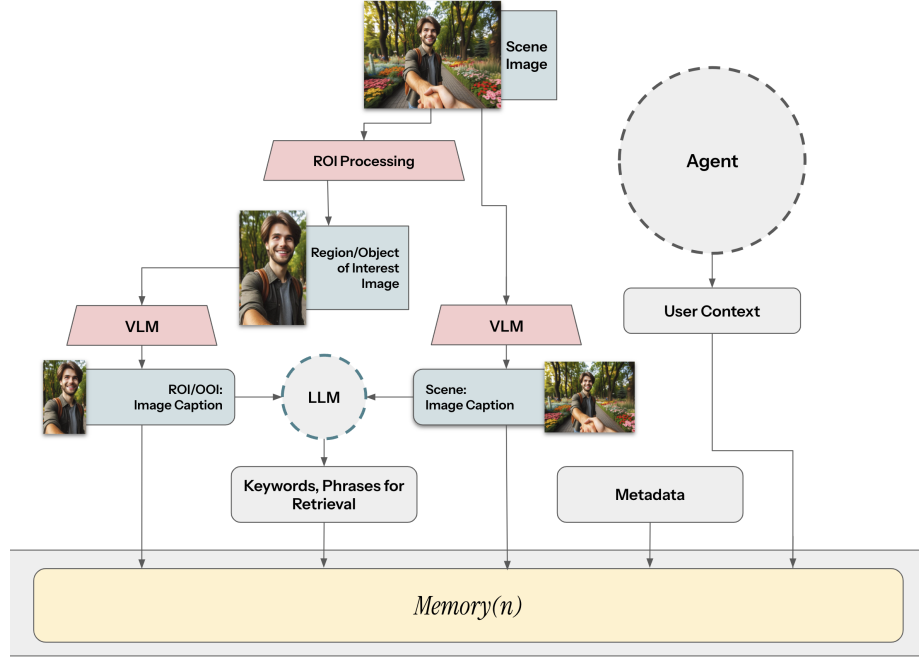 Scene
Image
Agent
ROI Processing
Region/Object
of Interest
Image
User Context
VLM
VLM
ROI/OOI:
Image Caption
LLM
Scene:
Image Caption
Keywords, Phrases for
Retrieval
Metadata
Memory(n)